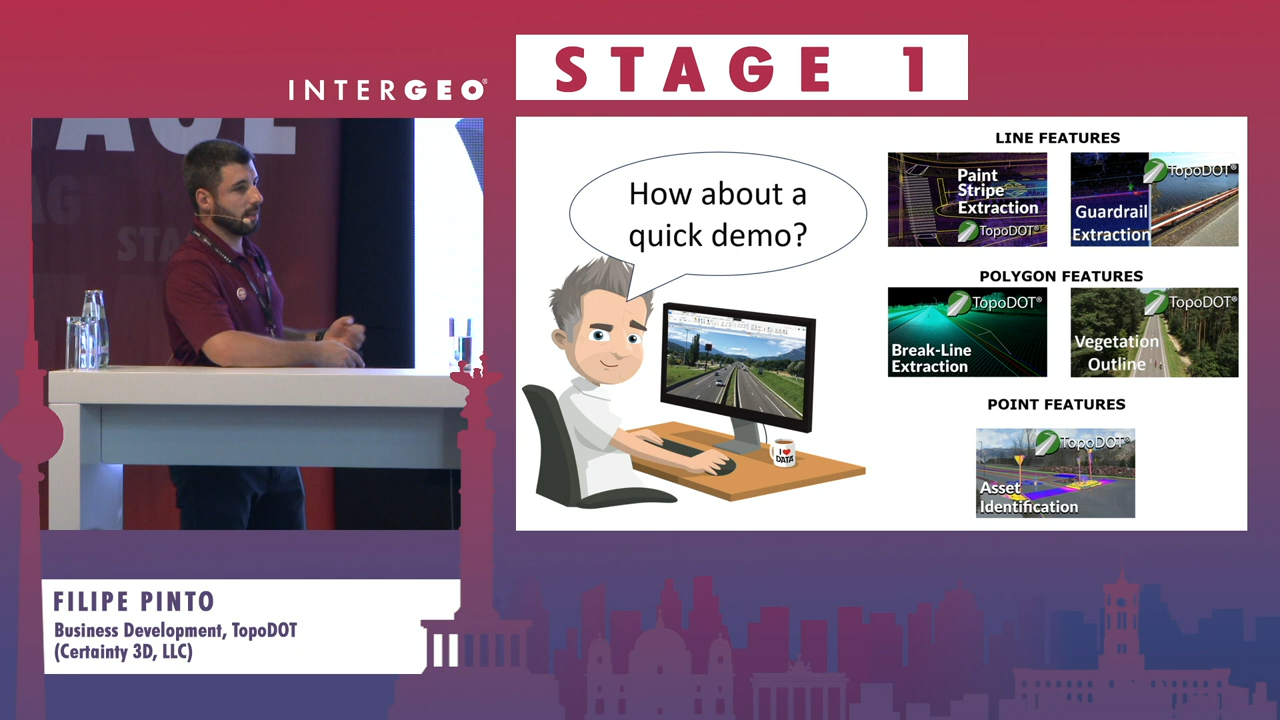 INTERGEO®
STAGE 1
How about a
quick demo?
I ❤ DATA
LINE FEATURES
Paint
Stripe
Extraction
TopoDOT®
TopoDOT®
Guardrail
Extraction
POLYGON FEATURES
TopoDOT®
Break-Line
Extraction
TopoDOT®
Vegetation
Outline
POINT FEATURES
TopoDOT®
Asset
Identification
FILIPE PINTO
Business Development, TopoDOT
(Certainty 3D, LLC)